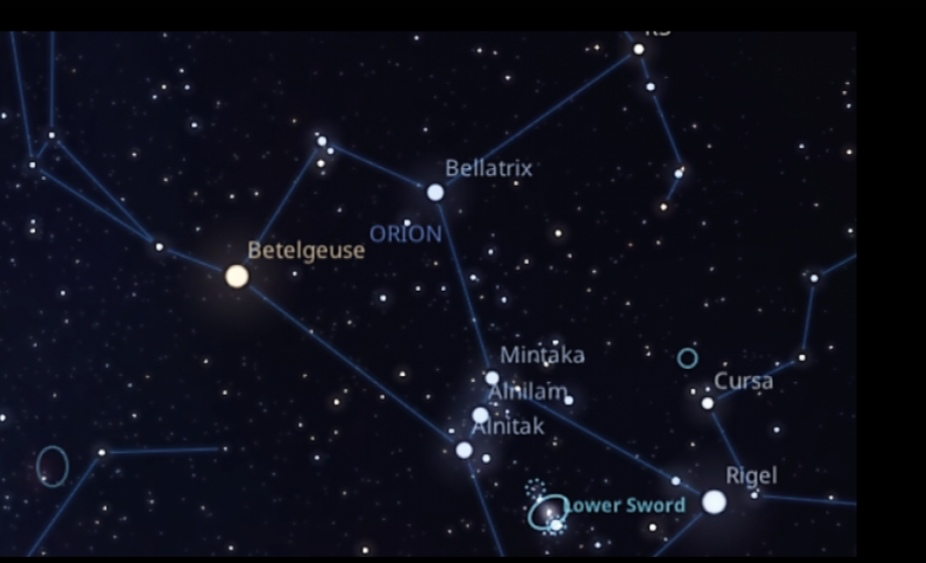 Bellatrix
ORION
Betelgeuse
Mintaka
Alnilam
Cursa
Alnitak
Rigel
Lower Sword